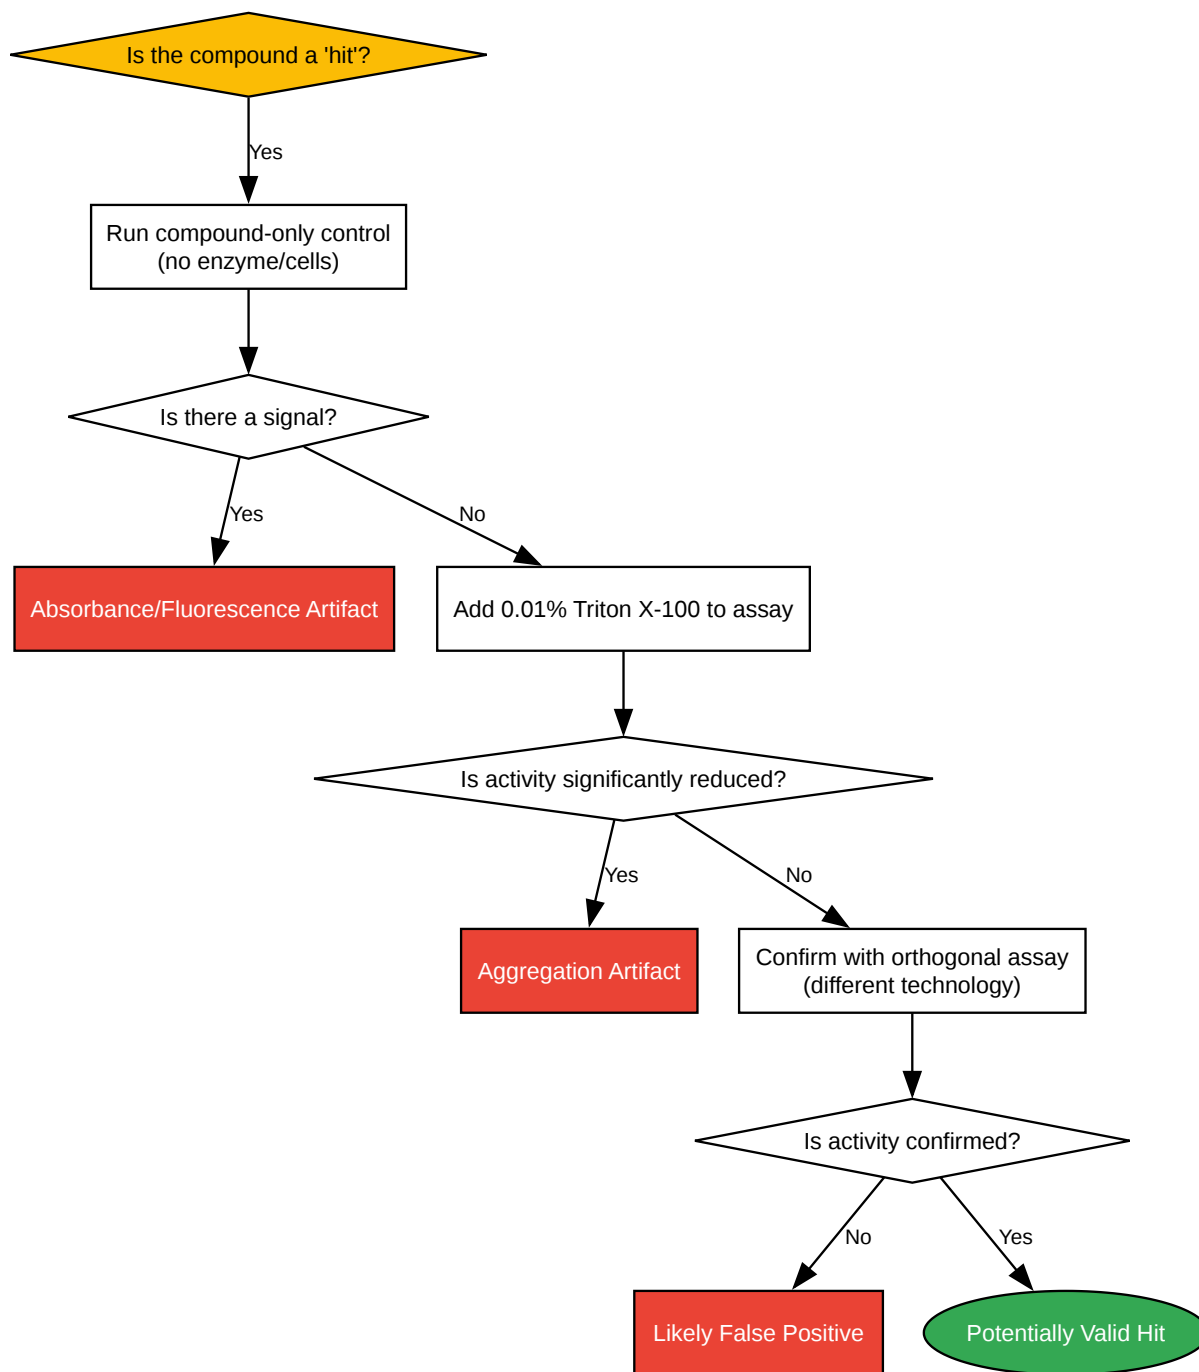 Is the compound a 'hit'?
Yes
Run compound-only control
(no enzyme/cells)
Is there a signal?
Yes
No
Absorbance/Fluorescence Artifact
Add 0.01% Triton X-100 to assay
Is activity significantly reduced?
Yes
No
Aggregation Artifact
Confirm with orthogonal assay
(different technology)
Is activity confirmed?
No
Yes
Likely False Positive
Potentially Valid Hit